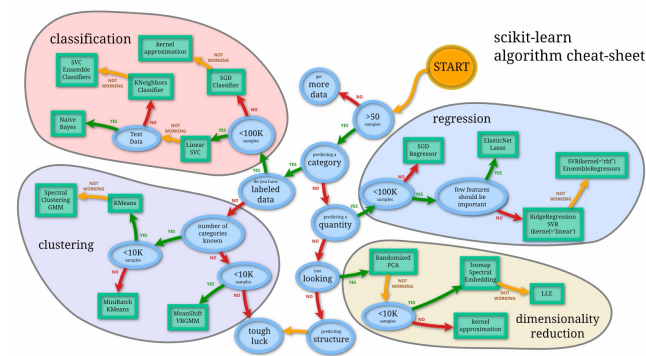 classification
kernel
approximation
scikit-learn
algorithm cheat-sheet
SVC
Ensemble
Classifiers
NOT
WORKING
KNeighbors
Classifier
NOT
WORKING
SGD
Classifier
START
get
more
data
NO
>50
samples
NO
NO
Naive
Bayes
YES
Text
Data
NOT
WORKING
Linear
SVC
YES
<100K
samples
YES
predicting a
category
YES
YES
do you have
labeled
data
NO
NO
regression
SGD
Regressor
ElasticNet
Lasso
SVR(kernel='rbf')
EnsembleRegressors
NO
YES
NOT
WORKING
<100K
samples
YES
few features
should be
important
NO
RidgeRegression
SVR
(kernel='linear')
predicting a
quantity
YES
NO
Spectral
Clustering
GMM
NOT
WORKING
KMeans
YES
number of
categories
known
YES
NO
clustering
<10K
samples
NO
<10K
samples
YES
NO
MiniBatch
KMeans
MeanShift
VBGMM
just
looking
YES
NO
Randomized
PCA
NOT
WORKING
Isomap
Spectral
Embedding
YES
NOT
WORKING
LLE
<10K
samples
NO
kernel
approximation
dimensionality
reduction
tough
luck
predicting
structure